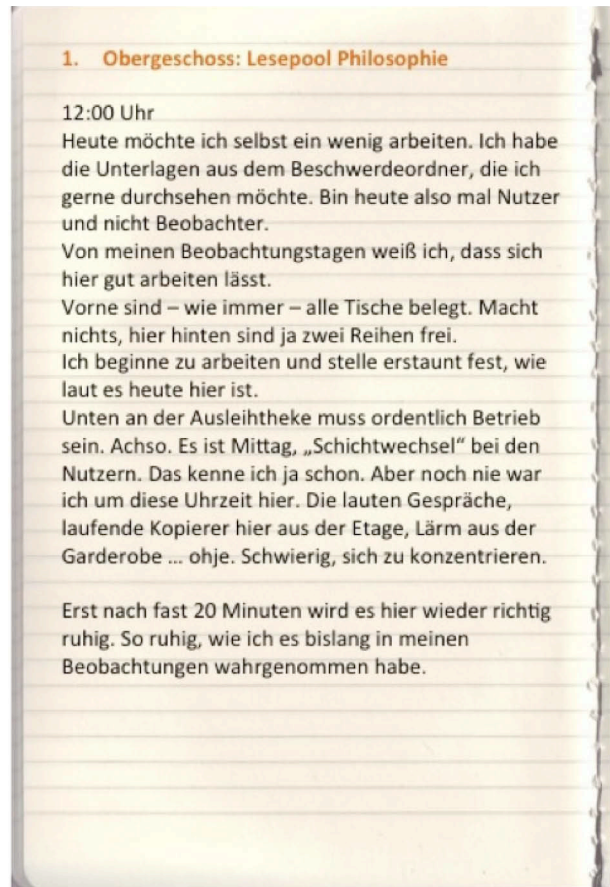 1. Obergeschoss: Lesepool Philosophie
12:00 Uhr
Heute möchte ich selbst ein wenig arbeiten. Ich habe
die Unterlagen aus dem Beschwerdeordner, die ich
gerne durchsehen möchte. Bin heute also mal Nutzer
und nicht Beobachter.
Von meinen Beobachtungstagen weiß ich, dass sich
hier gut arbeiten lässt.
Vorne sind – wie immer – alle Tische belegt. Macht
nichts, hier hinten sind ja zwei Reihen frei.
Ich beginne zu arbeiten und stelle erstaunt fest, wie
laut es heute hier ist.
Unten an der Ausleihtheke muss ordentlich Betrieb
sein. Achso. Es ist Mittag, „Schichtwechsel“ bei den
Nutzern. Das kenne ich ja schon. Aber noch nie war
ich um diese Uhrzeit hier. Die lauten Gespräche,
laufende Kopierer hier aus der Etage, Lärm aus der
Garderobe ... ohje. Schwierig, sich zu konzentrieren.
Erst nach fast 20 Minuten wird es hier wieder richtig
ruhig. So ruhig, wie ich es bislang in meinen
Beobachtungen wahrgenommen habe.